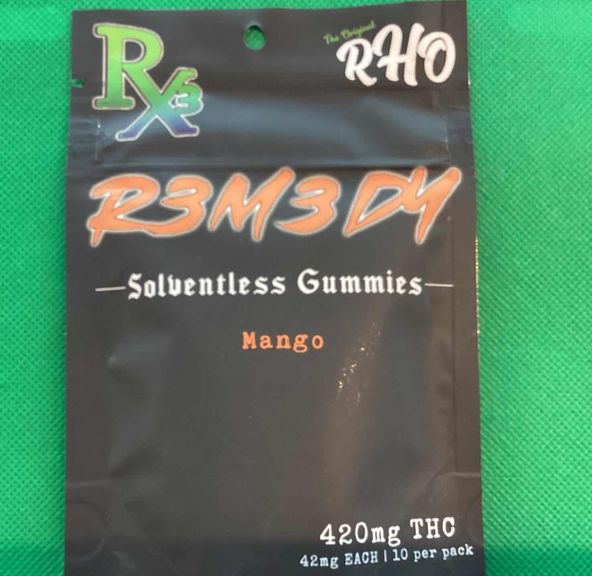 Rx3
The Original
RHO
R3M3DY
—Solventless Gummies—
Mango
420mg THC
42mg EACH | 10 per pack